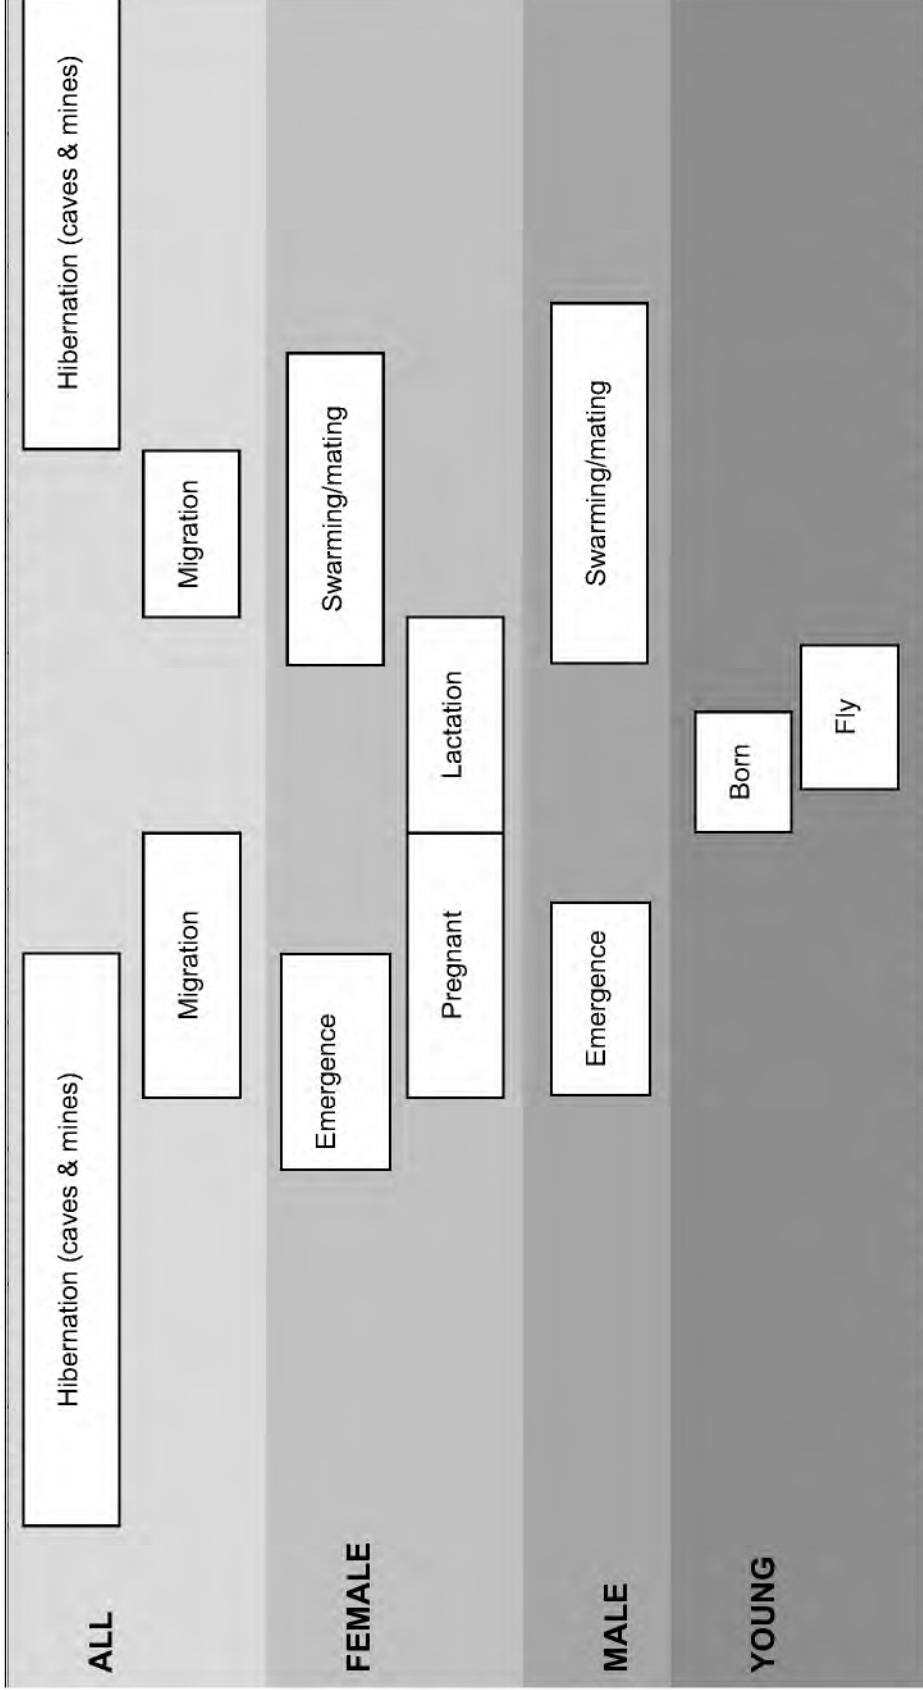 ALL
Hibernation (caves & mines)
Hibernation (caves & mines)
Migration
Migration
FEMALE
Emergence
Swarming/mating
Pregnant
Lactation
MALE
Emergence
Swarming/mating
YOUNG
Born
Fly